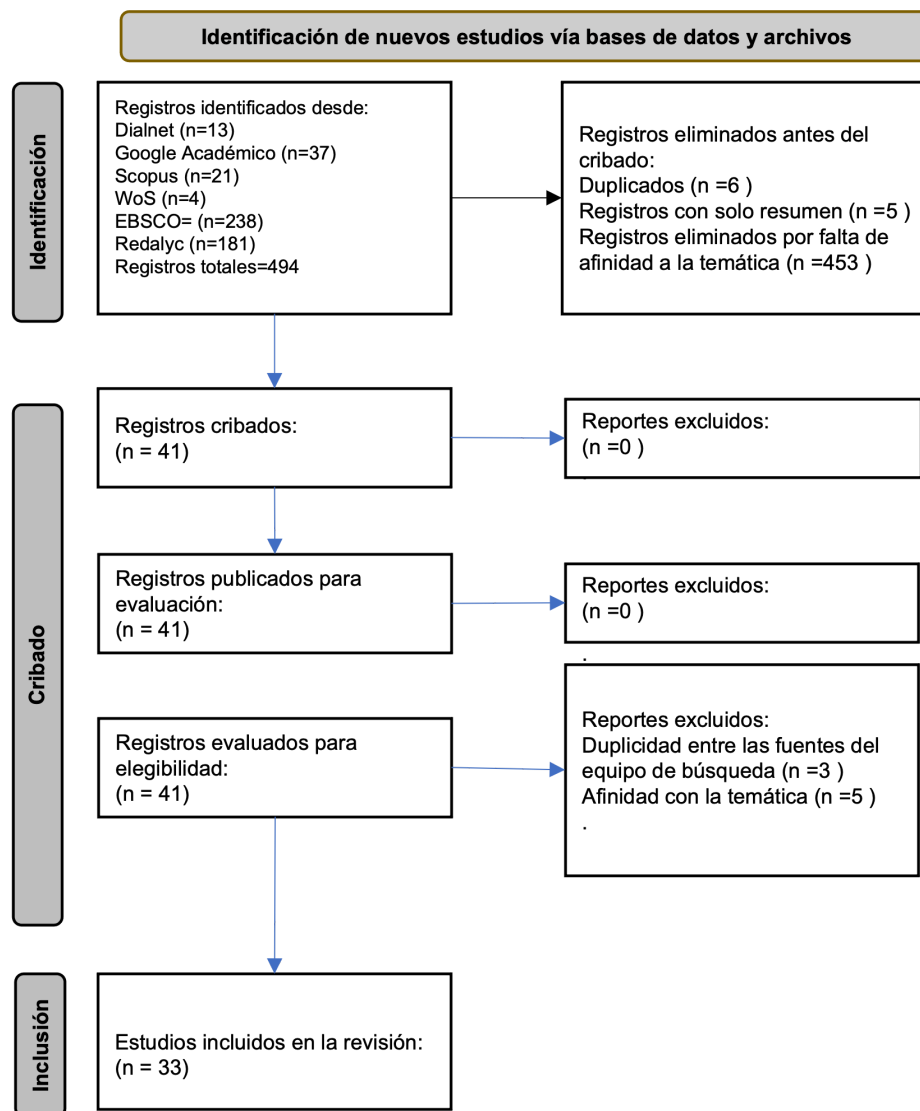 Identificación de nuevos estudios vía bases de datos y archivos
Identificación
Registros identificados desde:
Dialnet (n=13)
Google Académico (n=37)
Scopus (n=21)
WoS (n=4)
EBSCO= (n=238)
Redalyc (n=181)
Registros totales=494
Registros eliminados antes del
cribado:
Duplicados (n =6 )
Registros con solo resumen (n =5 )
Registros eliminados por falta de
afinidad a la temática (n =453 )
Cribado
Registros cribados:
(n = 41)
Reportes excluidos:
(n =0 )
.
Registros publicados para
evaluación:
(n = 41)
Reportes excluidos:
(n =0 )
.
Registros evaluados para
elegibilidad:
(n = 41)
Reportes excluidos:
Duplicidad entre las fuentes del
equipo de búsqueda (n =3 )
Afinidad con la temática (n =5 )
.
Inclusión
Estudios incluidos en la revisión:
(n = 33)